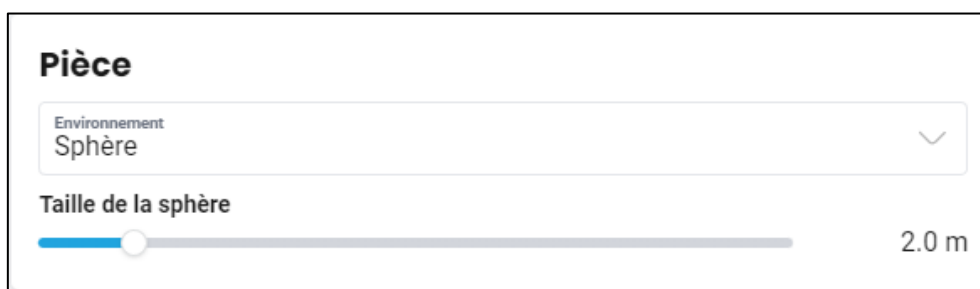 Pièce
Environnement
Sphère
Taille de la sphère
2.0 m